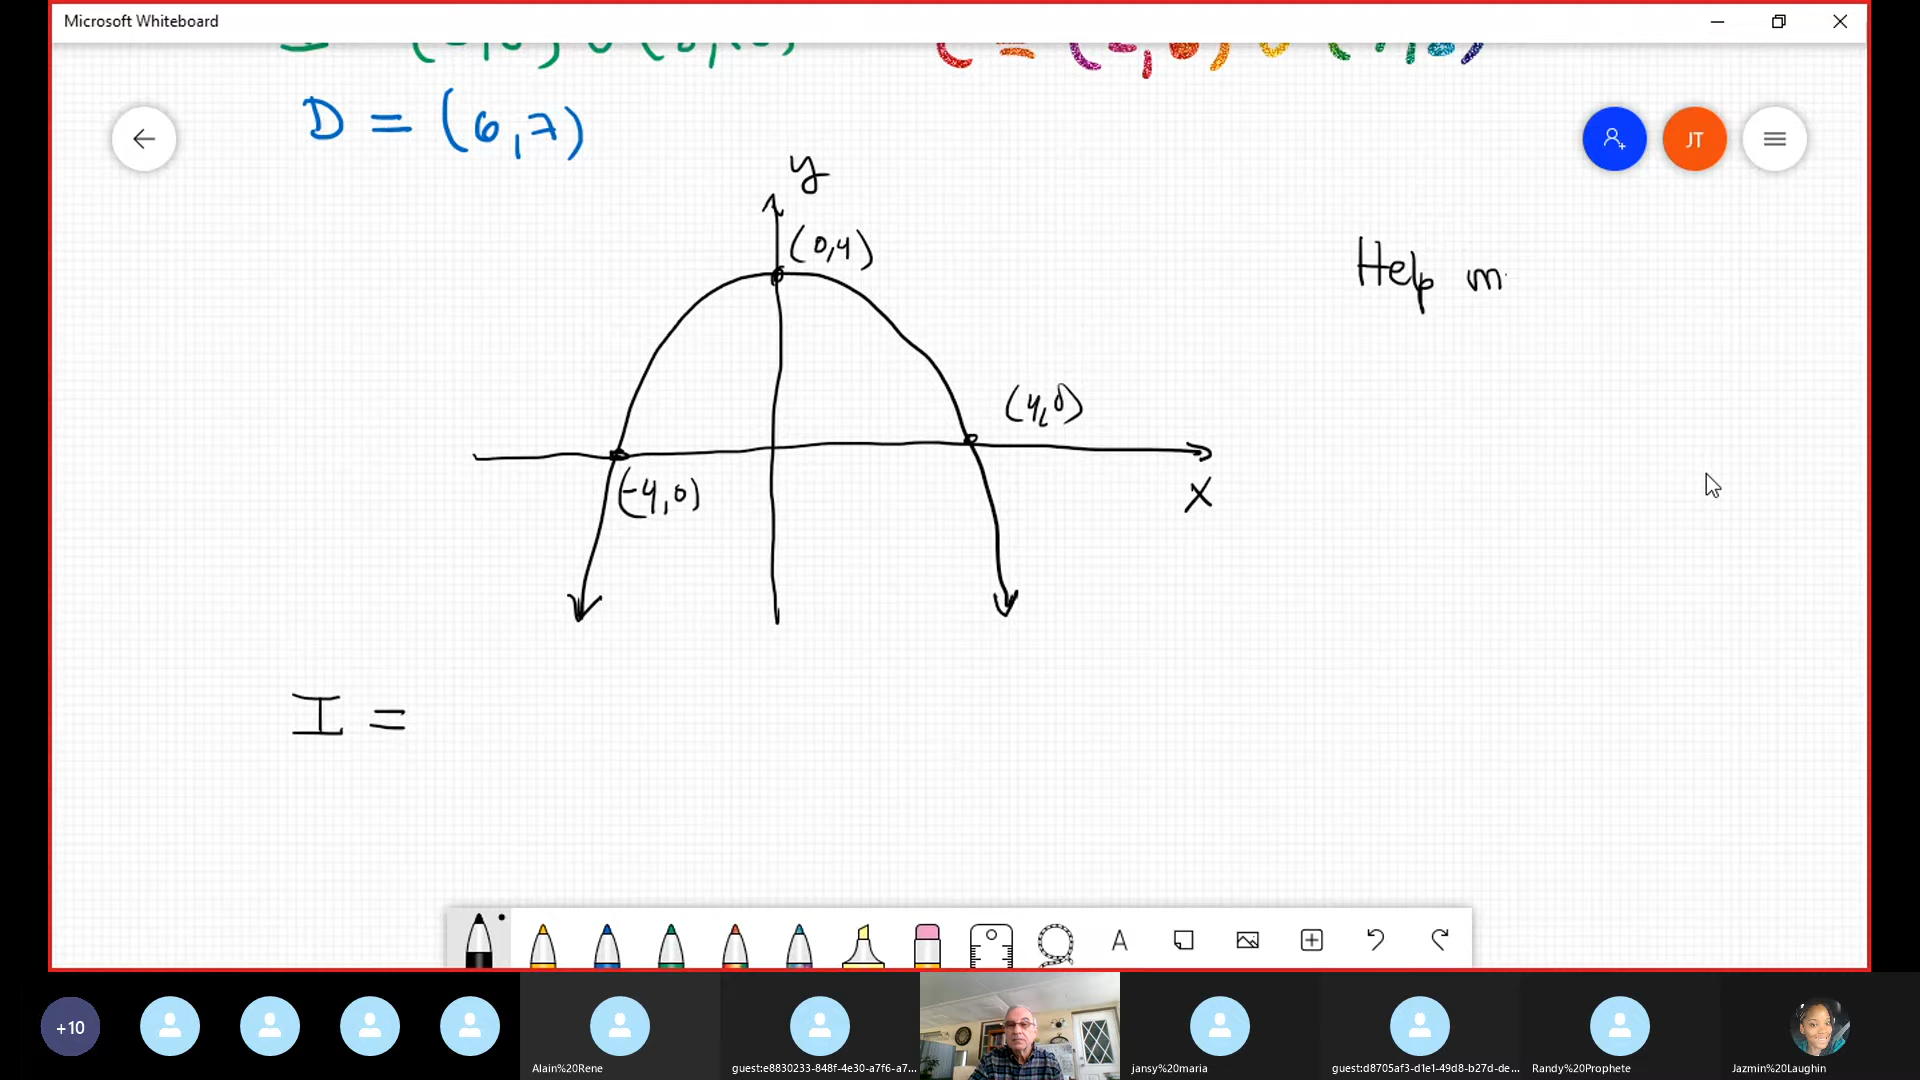 Microsoft Whiteboard
D = (6,7)
JT
y
(0,4)
Help m
(4,0)
(-4,0)
X
I =
A
+10
Alain%20Rene
guest:e8830233-848f-4e30-a7f6-a7...
jansy%20maria
guest:d8705af3-d1e1-49d8-b27d-de...
Randy%20Prophete
Jazmin%20Laughin